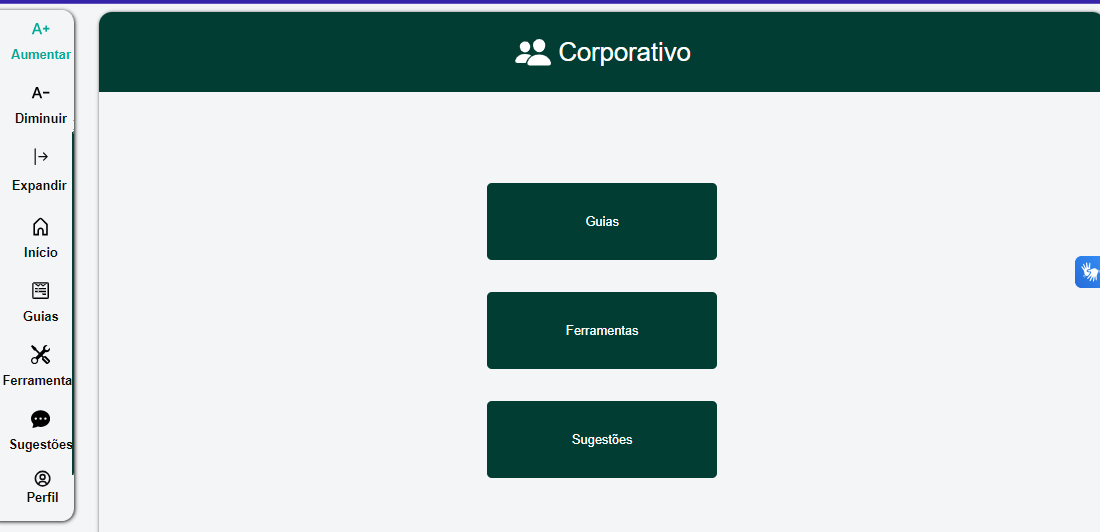 A+
Aumentar
A-
Diminuir
Expandir
Início
Guias
Ferramenta
Sugestões
Perfil
Corporativo
Guias
Ferramentas
Sugestões